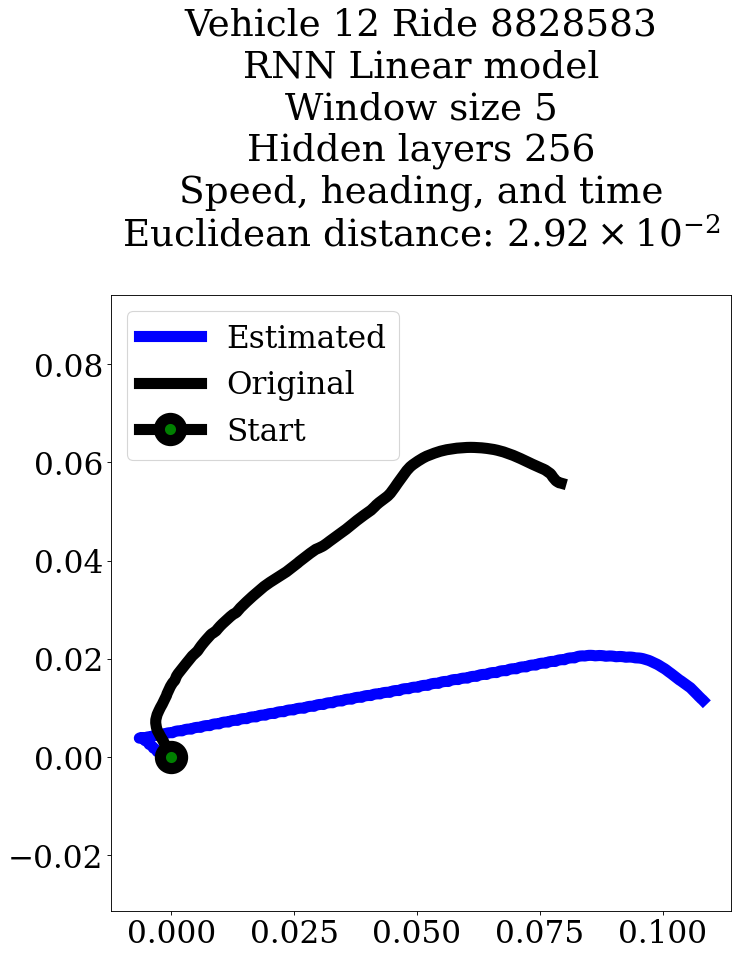 Vehicle 12 Ride 8828583
RNN Linear model
Window size 5
Hidden layers 256
Speed, heading, and time
Euclidean distance: 2.92 × 10⁻²
Estimated
Original
Start
0.08
0.06
0.04
0.02
0.00
−0.02
0.000 0.025 0.050 0.075 0.100